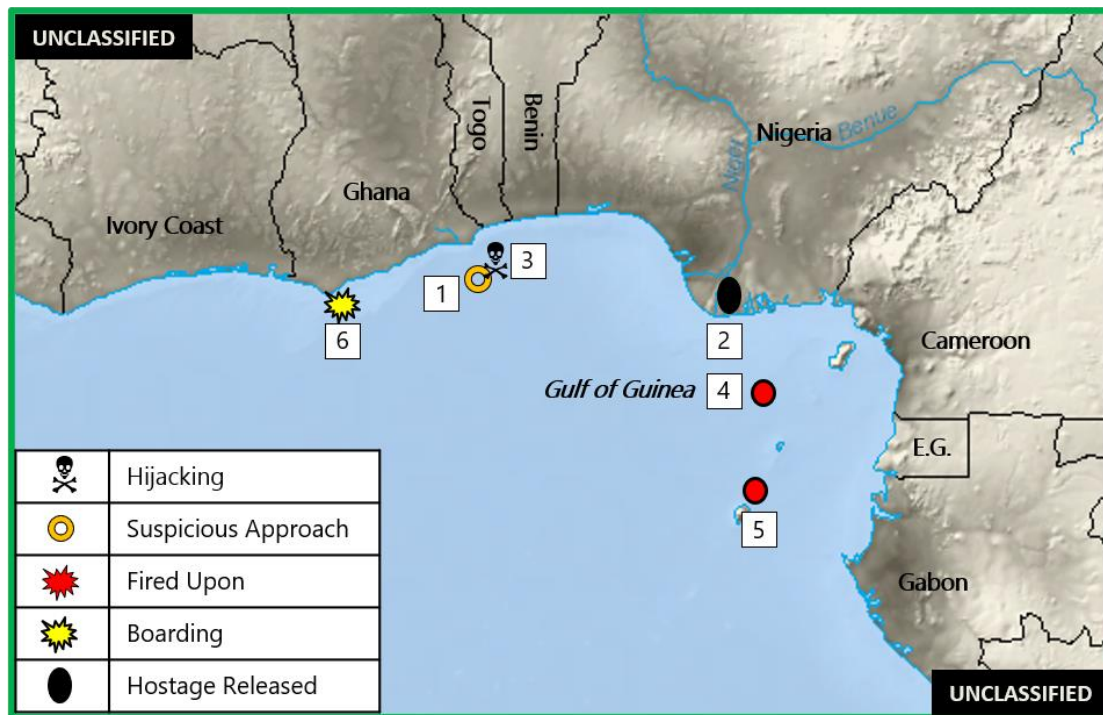 UNCLASSIFIED
Togo
Benin
Nigeria
Benue
Niger
Ghana
Ivory Coast
3
1
6
2
Cameroon
Gulf of Guinea
4
E.G.
5
Gabon
Hijacking
Suspicious Approach
Fired Upon
Boarding
Hostage Released
UNCLASSIFIED